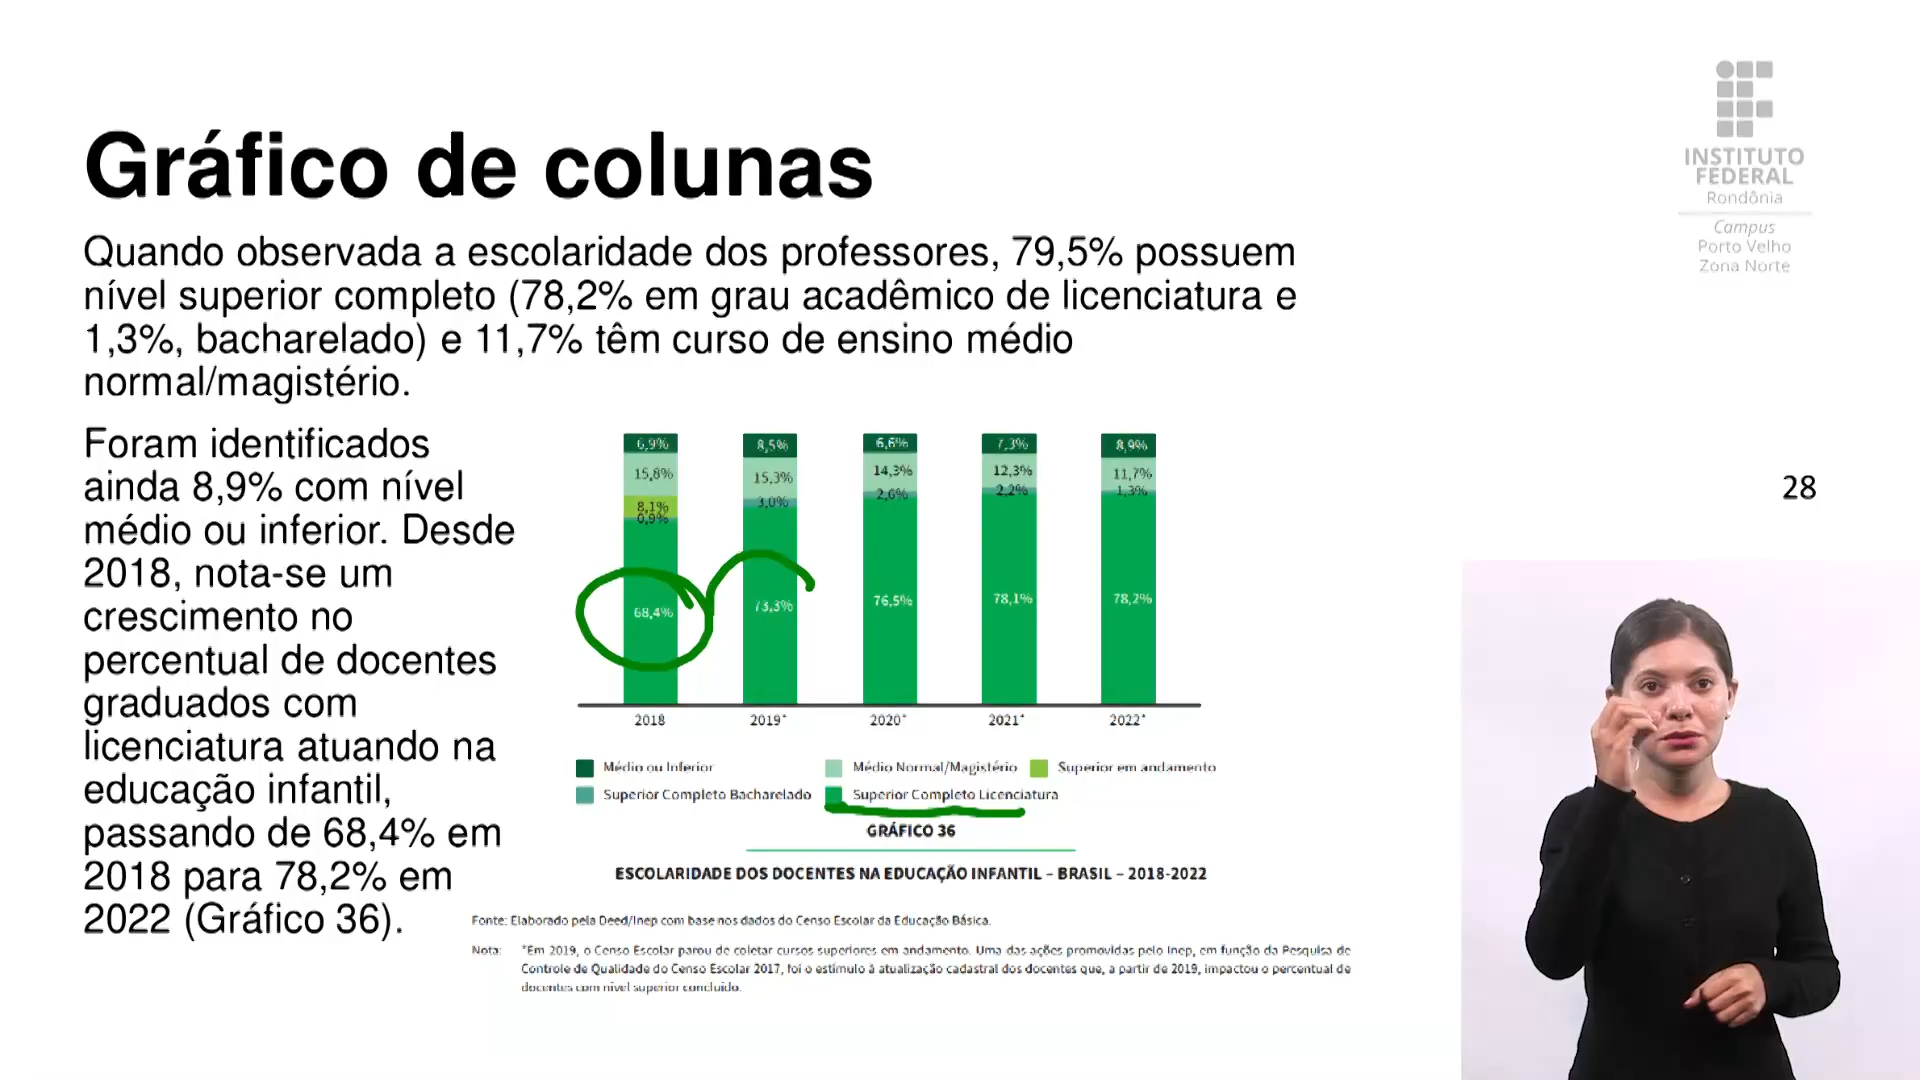 INSTITUTO
FEDERAL
Rondônia
Campus
Porto Velho
Zona Norte
Gráfico de colunas
Quando observada a escolaridade dos professores, 79,5% possuem
nível superior completo (78,2% em grau acadêmico de licenciatura e
1,3%, bacharelado) e 11,7% têm curso de ensino médio
normal/magistério.
Foram identificados
ainda 8,9% com nível
médio ou inferior. Desde
2018, nota-se um
crescimento no
percentual de docentes
graduados com
licenciatura atuando na
educação infantil,
passando de 68,4% em
2018 para 78,2% em
2022 (Gráfico 36).
6,9% 8,5% 6,6% 7,3% 8,9%
15,8% 15,3% 14,3% 12,3% 11,7%
8,1%
0,9% 3,0% 2,6% 2,2% 1,3%
68,4% 73,3% 76,5% 78,1% 78,2%
2018 2019* 2020* 2021* 2022*
Médio ou Inferior Médio Normal/Magistério Superior em andamento
Superior Completo Bacharelado Superior Completo Licenciatura
GRÁFICO 36
ESCOLARIDADE DOS DOCENTES NA EDUCAÇÃO INFANTIL – BRASIL – 2018-2022
Fonte: Elaborado pela Deed/Inep com base nos dados do Censo Escolar da Educação Básica.
Nota: *Em 2019, o Censo Escolar parou de coletar cursos superiores em andamento. Uma das ações promovidas pelo Inep, em função da Pesquisa de
Controle de Qualidade do Censo Escolar 2017, foi o estímulo à atualização cadastral dos docentes que, a partir de 2019, impactou o percentual de
docentes com nível superior concluído.
28